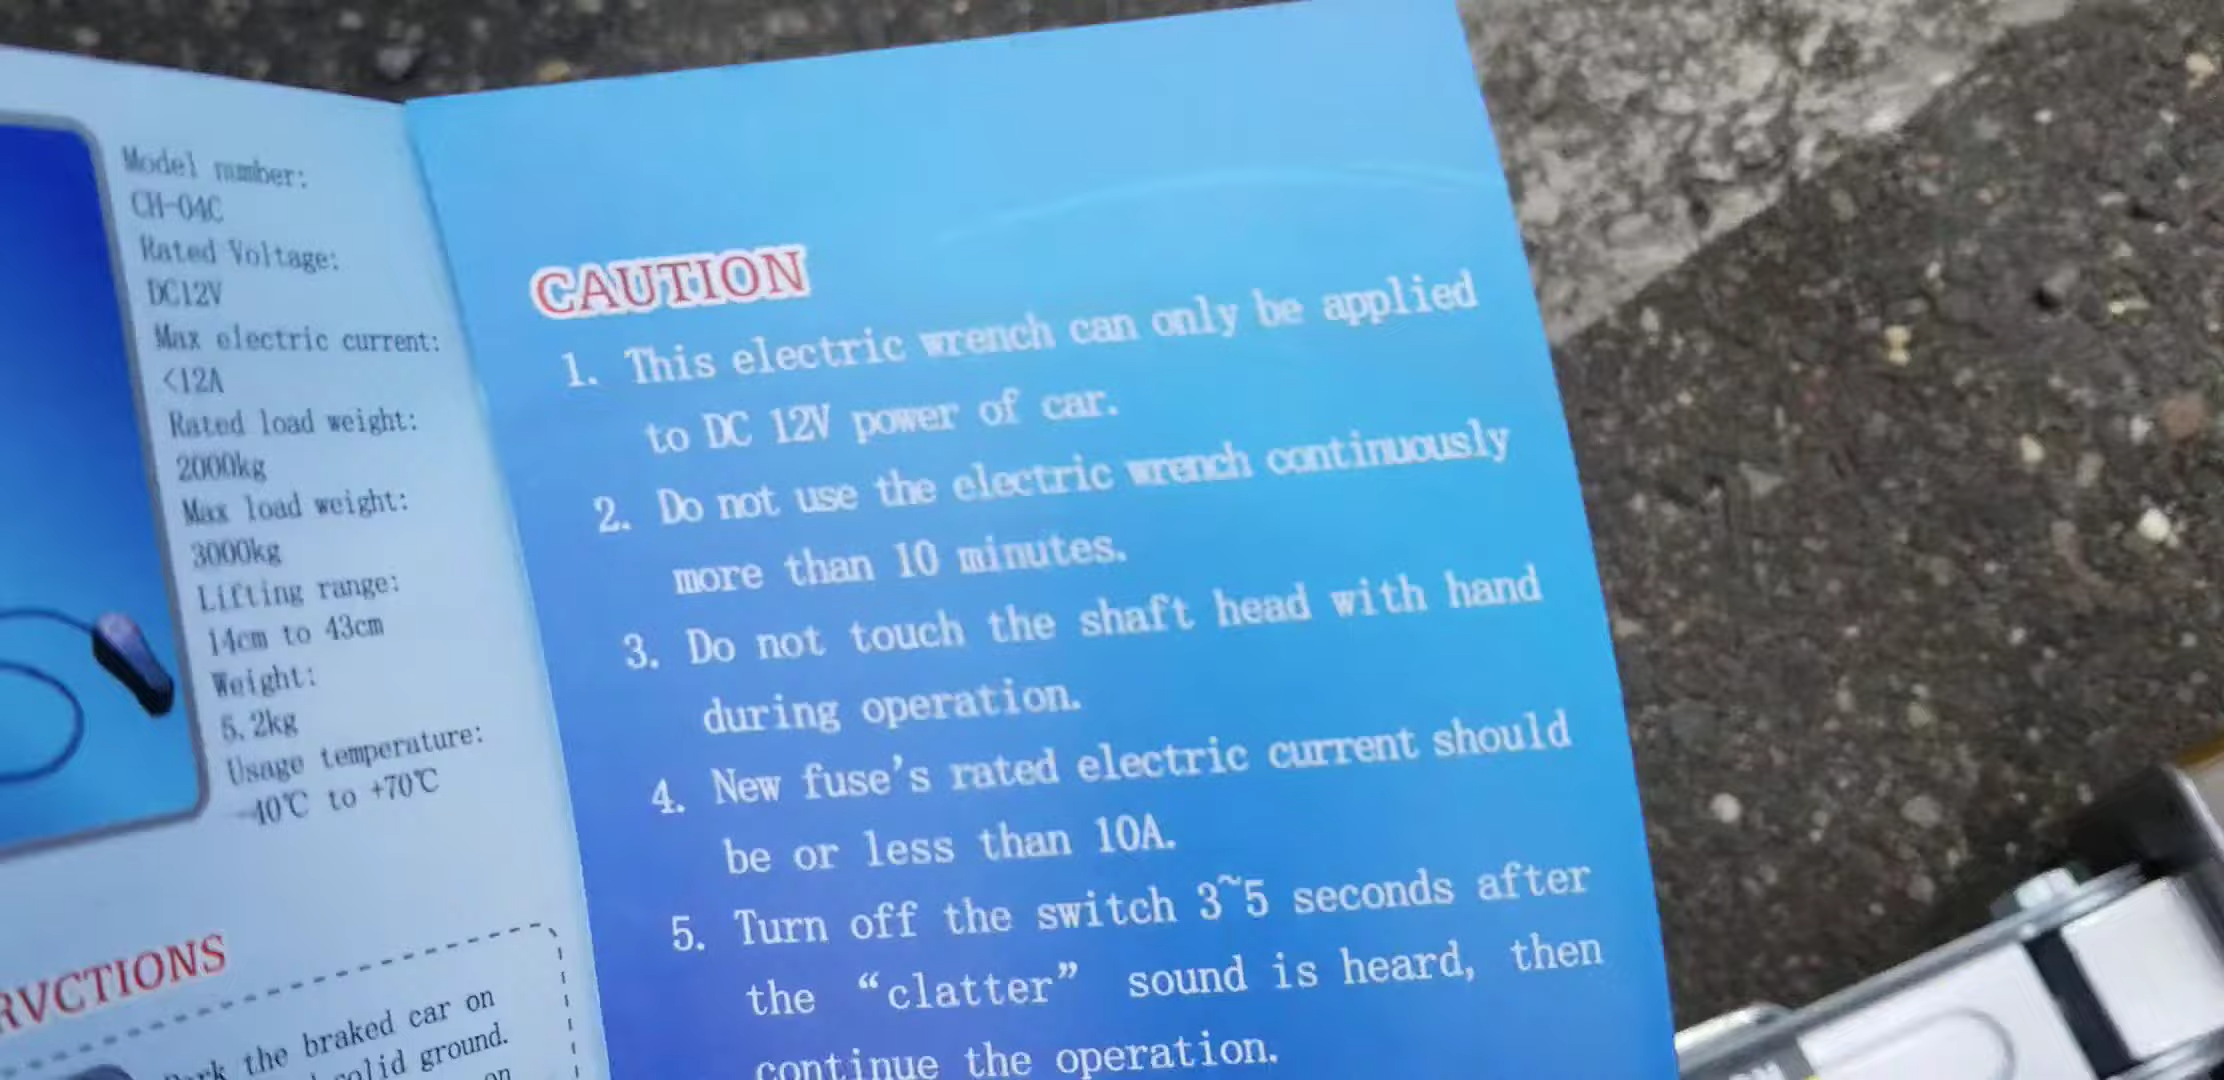 Model number:
CH-04C
Rated Voltage:
DC12V
Max electric current:
<12A
Rated load weight:
2000kg
Max load weight:
3000kg
Lifting range:
14cm to 43cm
Weight:
5.2kg
Usage temperature:
-40℃ to +70℃
RVCTIONS
the braked car on
solid ground.
on
CAUTION
1. This electric wrench can only be applied
to DC 12V power of car.
2. Do not use the electric wrench continuously
more than 10 minutes.
3. Do not touch the shaft head with hand
during operation.
4. New fuse's rated electric current should
be or less than 10A.
5. Turn off the switch 3~5 seconds after
the “clatter” sound is heard, then
continue the operation.